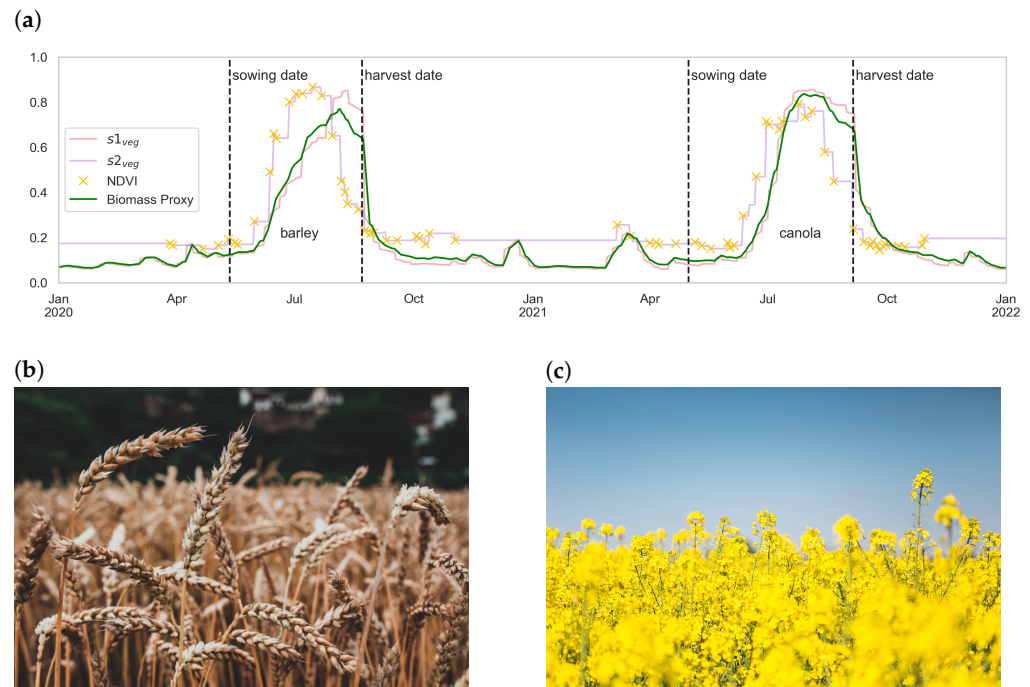 (a)
1.0
0.8
0.6
0.4
0.2
0.0
sowing date
harvest date
sowing date
harvest date
s1veg
s2veg
NDVI
Biomass Proxy
barley
canola
Jan
2020
Apr
Jul
Oct
Jan
2021
Apr
Jul
Oct
Jan
2022
(b)
(c)